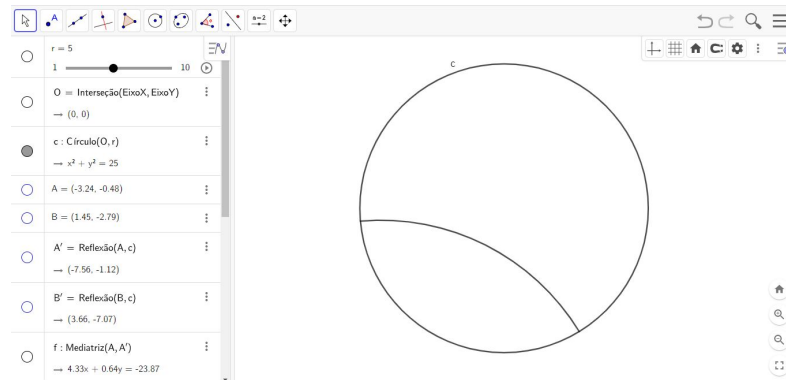 a=2
r = 5
1
10
O = Interseção(EixoX, EixoY)
→ (0, 0)
c : Círculo(O, r)
→ x² + y² = 25
A = (-3.24, -0.48)
B = (1.45, -2.79)
A′ = Reflexão(A, c)
→ (-7.56, -1.12)
B′ = Reflexão(B, c)
→ (3.66, -7.07)
f : Mediatriz(A, A′)
→ 4.33x + 0.64y = -23.87
c